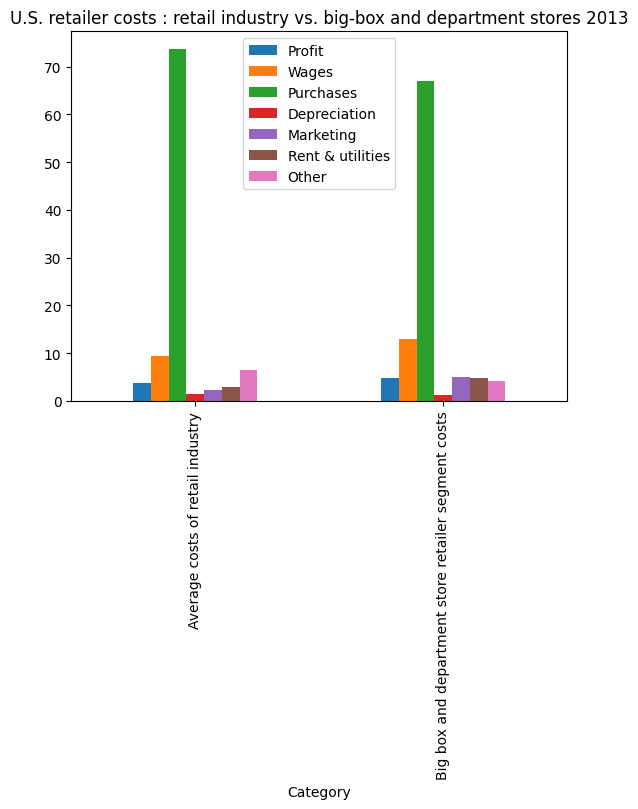 U.S. retailer costs : retail industry vs. big-box and department stores 2013
Profit
Wages
Purchases
Depreciation
Marketing
Rent & utilities
Other
70
60
50
40
30
20
10
0
Average costs of retail industry
Big box and department store retailer segment costs
Category